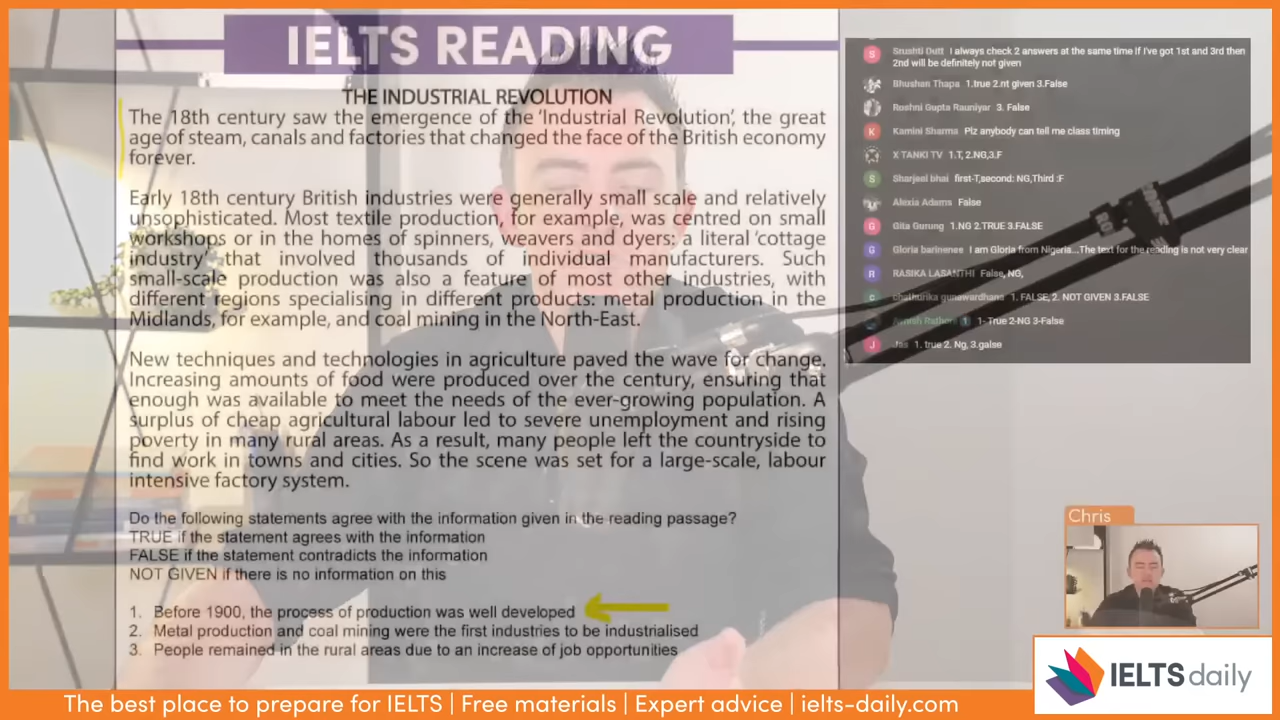 IELTS READING
THE INDUSTRIAL REVOLUTION
The 18th century saw the emergence of the 'Industrial Revolution', the great
age of steam, canals and factories that changed the face of the British economy
forever.
Early 18th century British industries were generally small scale and relatively
unsophisticated. Most textile production, for example, was centred on small
workshops or in the homes of spinners, weavers and dyers: a literal 'cottage
industry' that involved thousands of individual manufacturers. Such
small-scale production was also a feature of most other industries, with
different regions specialising in different products: metal production in the
Midlands, for example, and coal mining in the North-East.
New techniques and technologies in agriculture paved the wave for change.
Increasing amounts of food were produced over the century, ensuring that
enough was available to meet the needs of the ever-growing population. A
surplus of cheap agricultural labour led to severe unemployment and rising
poverty in many rural areas. As a result, many people left the countryside to
find work in towns and cities. So the scene was set for a large-scale, labour
intensive factory system.
Do the following statements agree with the information given in the reading passage?
TRUE if the statement agrees with the information
FALSE if the statement contradicts the information
NOT GIVEN if there is no information on this
1. Before 1900, the process of production was well developed
2. Metal production and coal mining were the first industries to be industrialised
3. People remained in the rural areas due to an increase of job opportunities
S Srushti Dutt I always check 2 answers at the same time If I've got 1st and 3rd then
2nd will be definitely not given
Bhushan Thapa 1.true 2.nt given 3.False
Roshni Gupta Rauniyar 3. False
K Kamini Sharma Plz anybody can tell me class timing
X TANKI TV 1.T, 2.NG,3.F
S Sharjeel bhai first-T,second: NG,Third :F
Alexia Adams False
G Gita Gurung 1.NG 2.TRUE 3.FALSE
G Gloria barinenee I am Gloria from Nigeria...The text for the reading is not very clear
R RASIKA LASANTHI False, NG,
c chathurika gunawardhana 1. FALSE, 2. NOT GIVEN 3.FALSE
Rathore 1 1- True 2-NG 3-False
J Jas 1. true 2. Ng, 3.galse
Chris
IELTS daily
The best place to prepare for IELTS | Free materials | Expert advice | ielts-daily.com